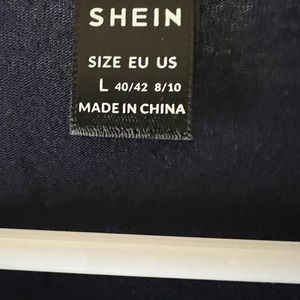 SHEIN
SIZE EU US
L 40/42 8/10
MADE IN CHINA